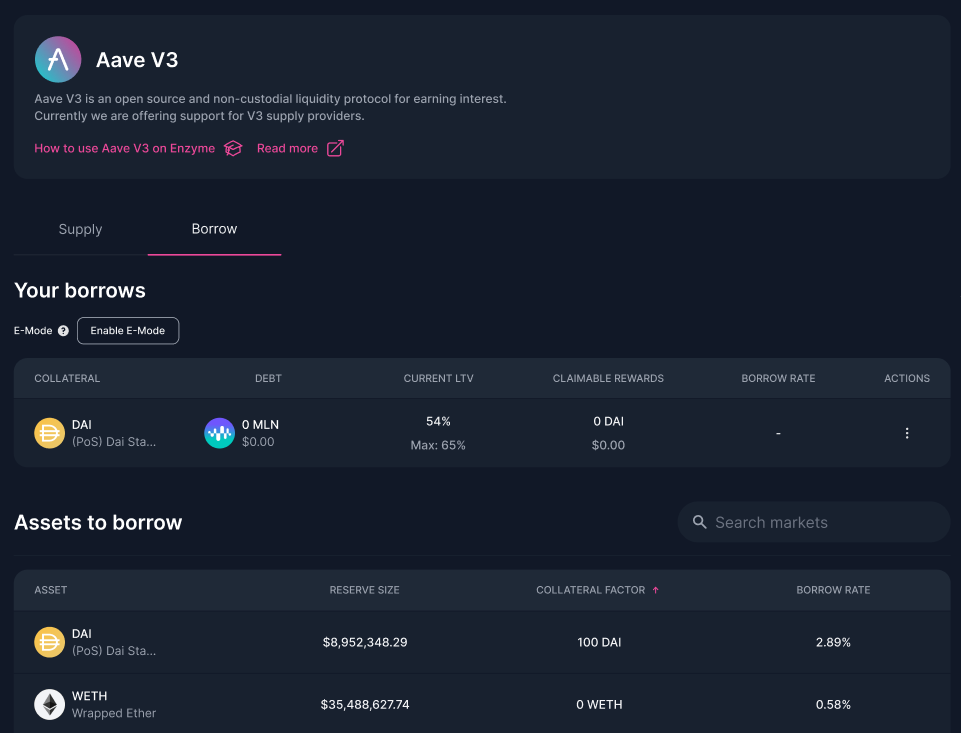 Aave V3
Aave V3 is an open source and non-custodial liquidity protocol for earning interest.
Currently we are offering support for V3 supply providers.
How to use Aave V3 on Enzyme Read more
Supply Borrow
Your borrows
E-Mode ? Enable E-Mode
COLLATERAL DEBT CURRENT LTV CLAIMABLE REWARDS BORROW RATE ACTIONS
DAI 0 MLN 54% 0 DAI -
(PoS) Dai Sta... $0.00 Max: 65% $0.00
Assets to borrow Search markets
ASSET RESERVE SIZE COLLATERAL FACTOR ↑ BORROW RATE
DAI $8,952,348.29 100 DAI 2.89%
(PoS) Dai Sta...
WETH $35,488,627.74 0 WETH 0.58%
Wrapped Ether